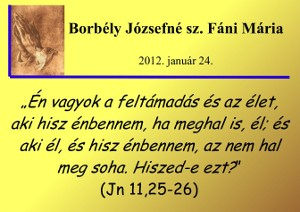 Borbély Józsefné sz. Fáni Mária
2012. január 24.
„Én vagyok a feltámadás és az élet,
aki hisz énbennem, ha meghal is, él; és
aki él, és hisz énbennem, az nem hal
meg soha. Hiszed-e ezt?"
(Jn 11,25-26)